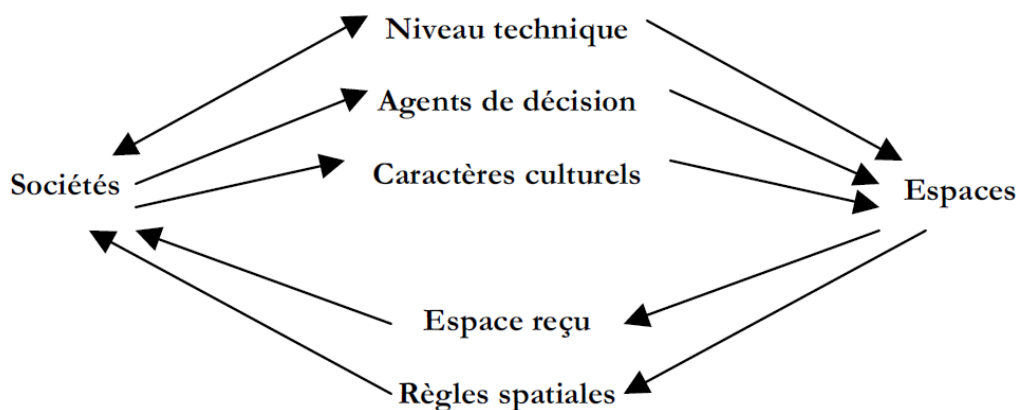 Niveau technique
Agents de décision
Caractères culturels
Sociétés
Espaces
Espace reçu
Règles spatiales